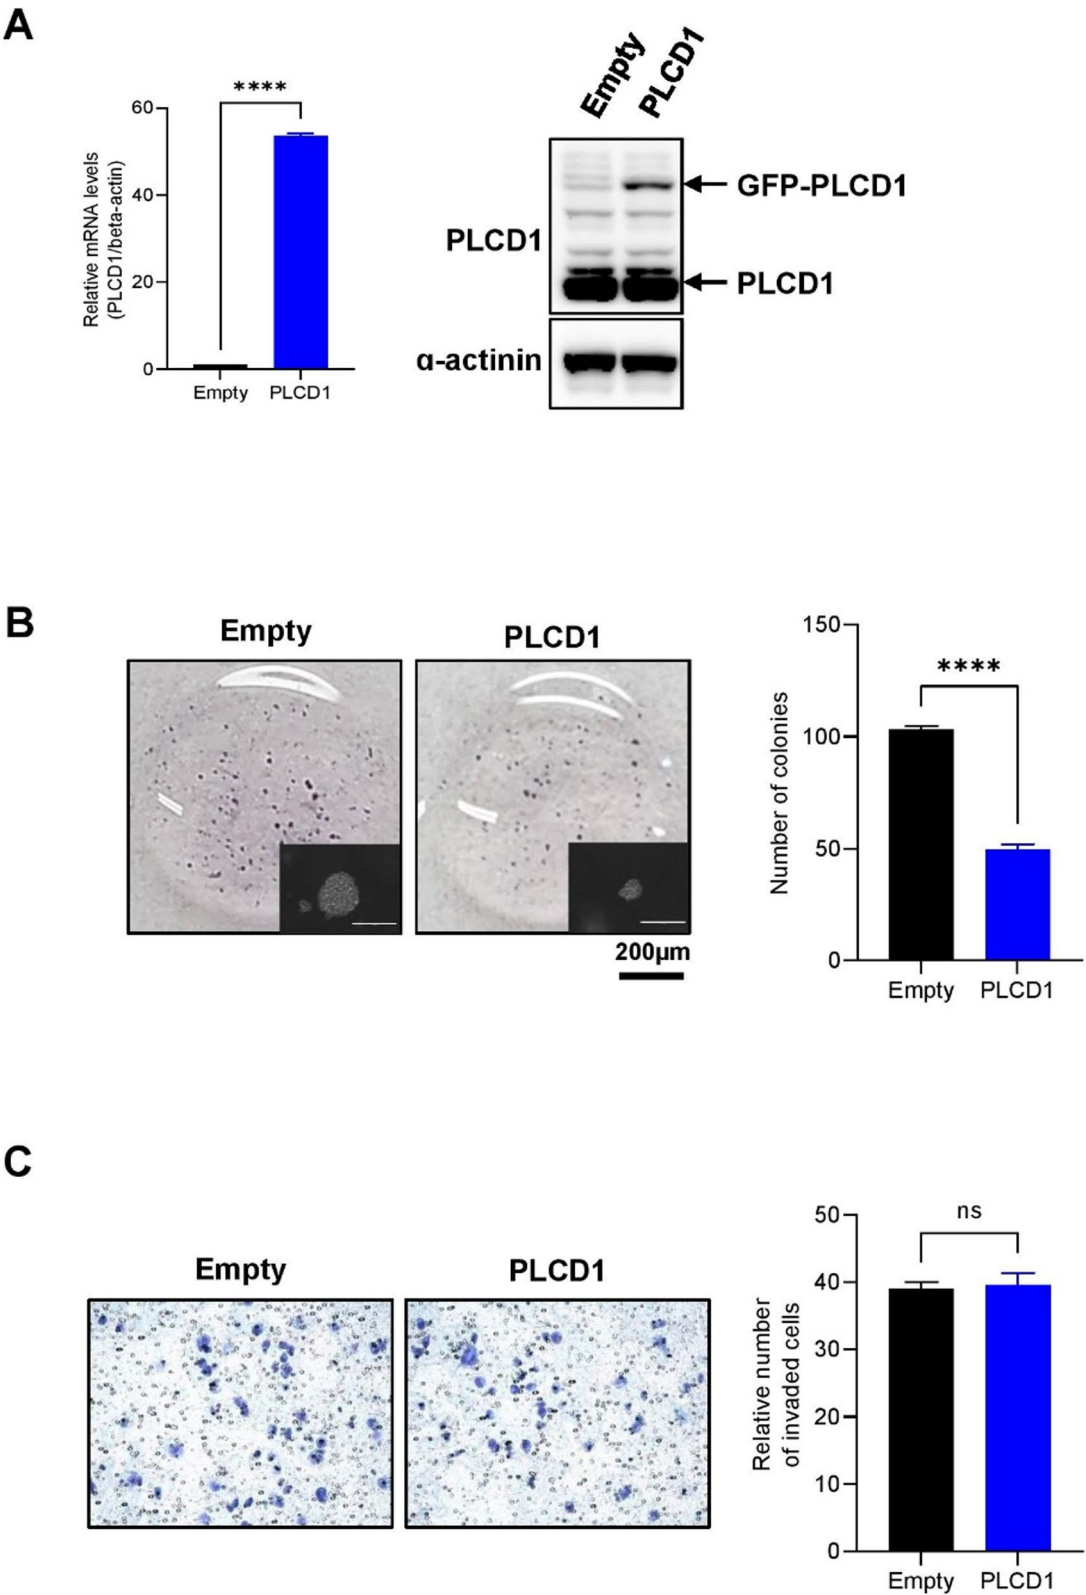 A
Relative mRNA levels
(PLCD1/beta-actin)
60
40
20
0
****
Empty
PLCD1
Empty
PLCD1
PLCD1
GFP-PLCD1
PLCD1
α-actinin
B
Empty
PLCD1
200μm
Number of colonies
150
100
50
0
****
Empty
PLCD1
C
Empty
PLCD1
Relative number
of invaded cells
50
40
30
20
10
0
ns
Empty
PLCD1